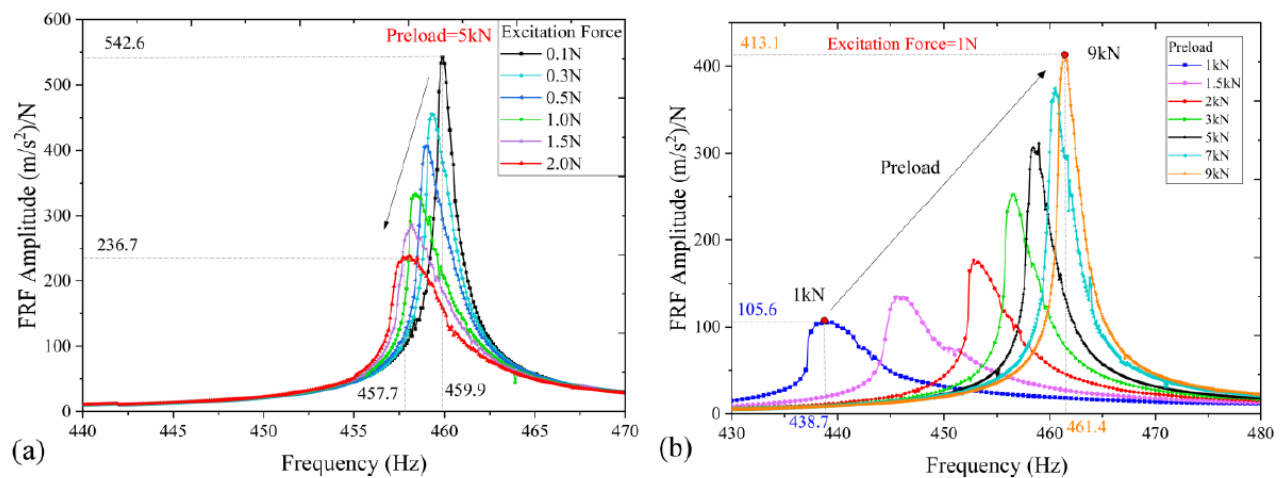 600
500
400
300
200
100
0
542.6
236.7
Preload=5kN
Excitation Force
0.1N
0.3N
0.5N
1.0N
1.5N
2.0N
457.7
459.9
440
445
450
455
460
465
470
FRF Amplitude (m/s²)/N
Frequency (Hz)
(a)
400
300
200
100
0
413.1
105.6
Excitation Force=1N
1kN
9kN
Preload
Preload
1kN
1.5kN
2kN
3kN
5kN
7kN
9kN
438.7
461.4
430
440
450
460
470
480
FRF Amplitude (m/s²)/N
Frequency (Hz)
(b)